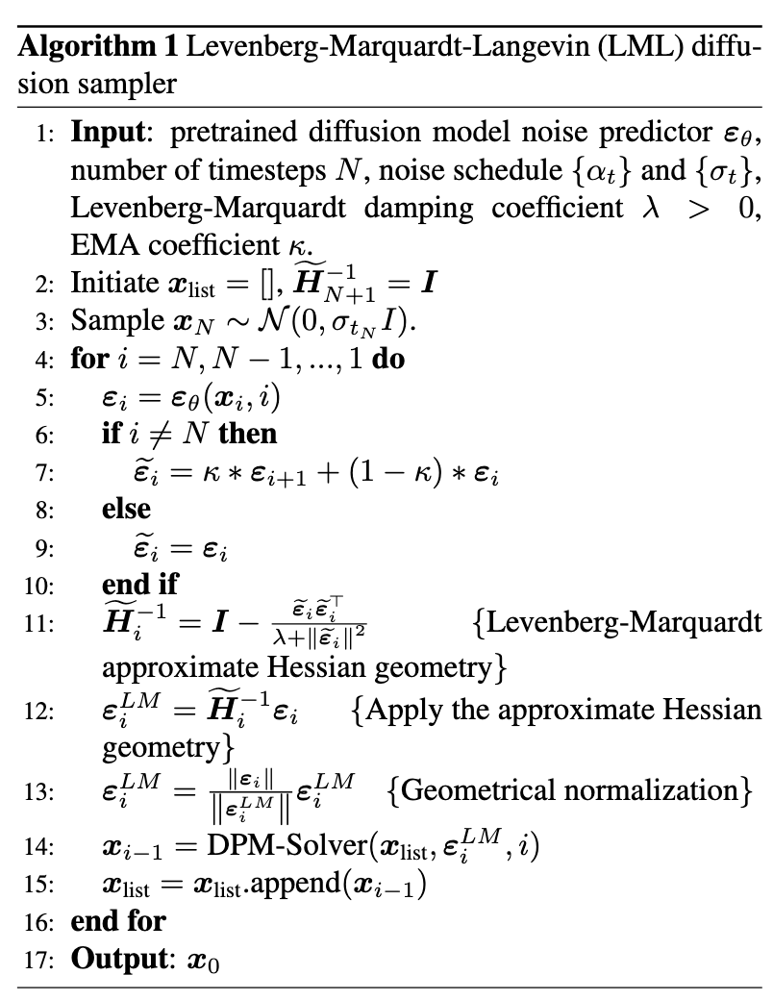 Algorithm 1 Levenberg-Marquardt-Langevin (LML) diffu-
sion sampler
1: Input: pretrained diffusion model noise predictor $\boldsymbol{\varepsilon}_\theta$,
number of timesteps $N$, noise schedule $\{\alpha_t\}$ and $\{\sigma_t\}$,
Levenberg-Marquardt damping coefficient $\lambda > 0$,
EMA coefficient $\kappa$.
2: Initiate $\boldsymbol{x}_{\text{list}} = []$, $\widetilde{\boldsymbol{H}}_{N+1}^{-1} = \boldsymbol{I}$
3: Sample $\boldsymbol{x}_N \sim \mathcal{N}(0, \sigma_{t_N} I)$.
4: for $i = N, N-1, ..., 1$ do
5: $\boldsymbol{\varepsilon}_i = \boldsymbol{\varepsilon}_\theta(\boldsymbol{x}_i, i)$
6: if $i \neq N$ then
7: $\widetilde{\boldsymbol{\varepsilon}}_i = \kappa * \boldsymbol{\varepsilon}_{i+1} + (1 - \kappa) * \boldsymbol{\varepsilon}_i$
8: else
9: $\widetilde{\boldsymbol{\varepsilon}}_i = \boldsymbol{\varepsilon}_i$
10: end if
11: $\widetilde{\boldsymbol{H}}_i^{-1} = \boldsymbol{I} - \frac{\widetilde{\boldsymbol{\varepsilon}}_i \widetilde{\boldsymbol{\varepsilon}}_i^\top}{\lambda + \|\widetilde{\boldsymbol{\varepsilon}}_i\|^2}$ {Levenberg-Marquardt
approximate Hessian geometry}
12: $\boldsymbol{\varepsilon}_i^{LM} = \widetilde{\boldsymbol{H}}_i^{-1} \boldsymbol{\varepsilon}_i$ {Apply the approximate Hessian
geometry}
13: $\boldsymbol{\varepsilon}_i^{LM} = \frac{\|\boldsymbol{\varepsilon}_i\|}{\|\boldsymbol{\varepsilon}_i^{LM}\|} \boldsymbol{\varepsilon}_i^{LM}$ {Geometrical normalization}
14: $\boldsymbol{x}_{i-1} = \text{DPM-Solver}(\boldsymbol{x}_{\text{list}}, \boldsymbol{\varepsilon}_i^{LM}, i)$
15: $\boldsymbol{x}_{\text{list}} = \boldsymbol{x}_{\text{list}}.\text{append}(\boldsymbol{x}_{i-1})$
16: end for
17: Output: $\boldsymbol{x}_0$